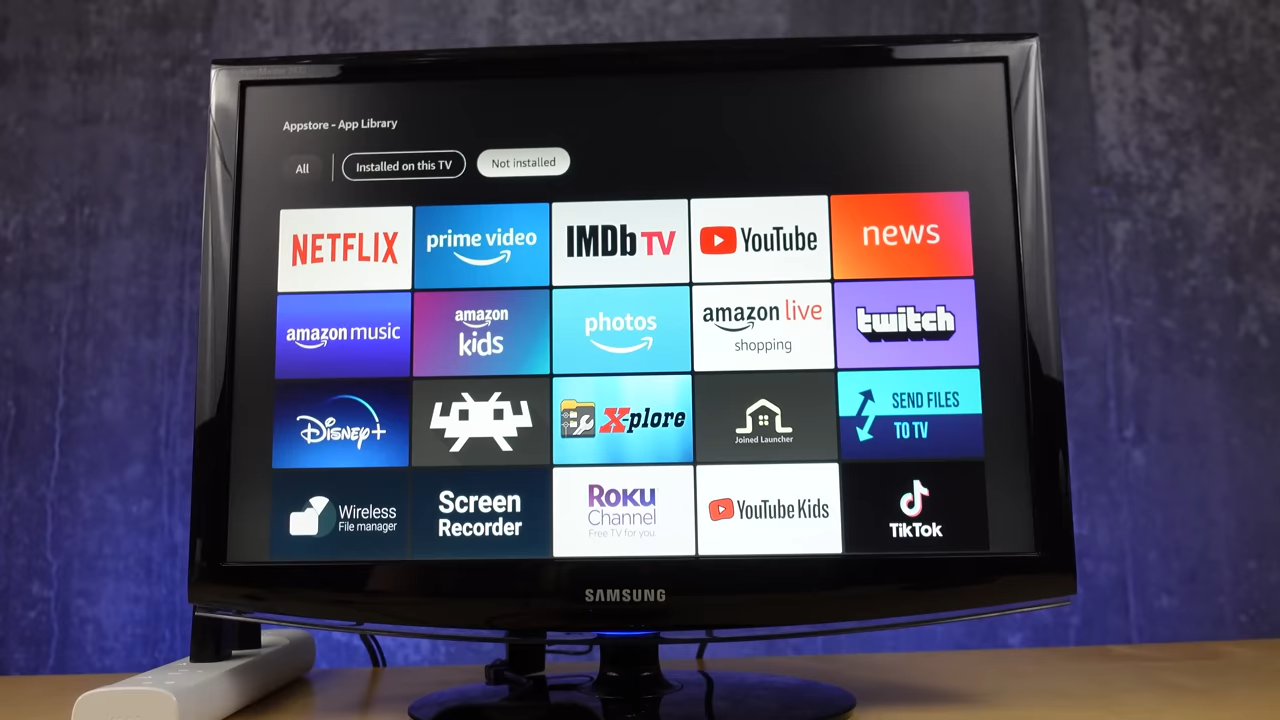 Appstore - App Library
All
Installed on this TV
Not installed
NETFLIX
prime video
IMDb TV
YouTube
news
amazon music
amazon
kids
photos
amazon live
shopping
twitch
Disney+
X-plore
Joined Launcher
SEND FILES
TO TV
Wireless
File manager
Screen
Recorder
Roku
Channel
Free TV for you.
YouTube Kids
TikTok
SAMSUNG